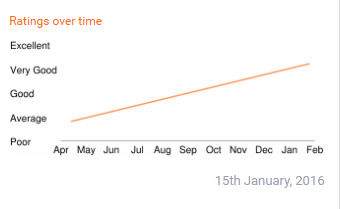 Ratings over time
Excellent
Very Good
Good
Average
Poor
Apr May Jun Jul Aug Sep Oct Nov Dec Jan Feb
15th January, 2016